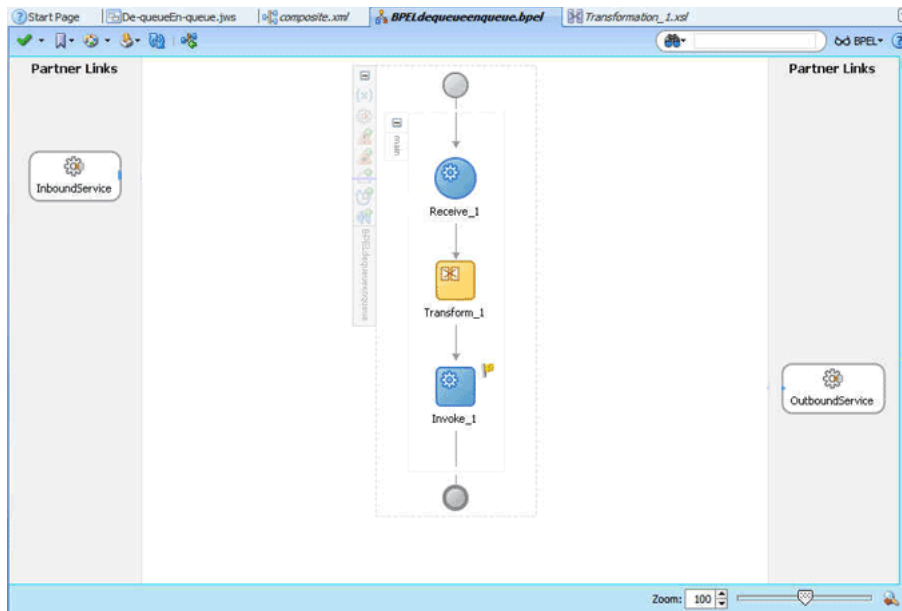 Start Page De-queueEn-queue.jws composite.xml BPELdequeueenqueue.bpel Transformation_1.xsl
BPEL
Partner Links
Partner Links
main
InboundService
Receive_1
BPELdequeueenqueue
Transform_1
Invoke_1
OutboundService
Zoom: 100